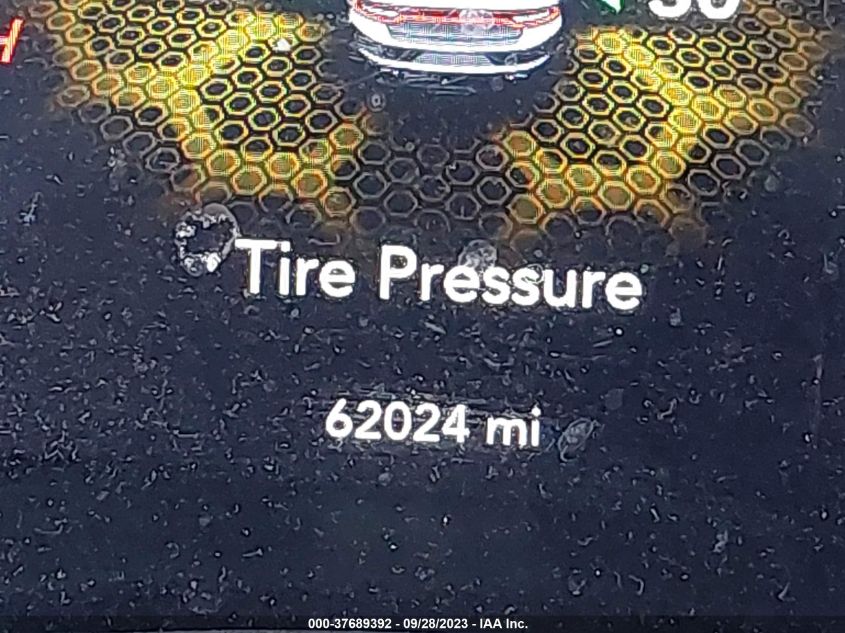 H
Tire Pressure
62024 mi
000-37689392 - 09/28/2023 - IAA Inc.